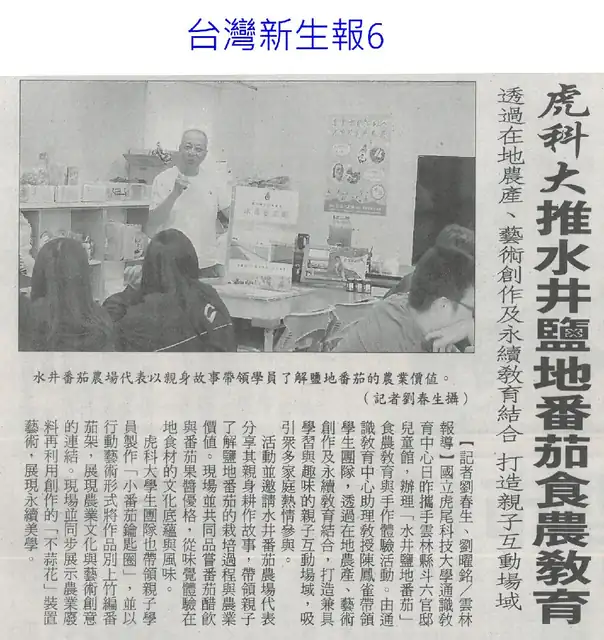 台灣新生報6
虎科大推水井鹽地番茄食農教育
透過在地農產、藝術創作及永續教育結合 打造親子互動場域
水井番茄農場代表以親身故事帶領學員了解鹽地番茄的農業價值。
（記者劉春生攝）
【記者劉春生、劉曜銘／雲林
報導】國立虎尾科技大學通識教
育中心日昨攜手雲林縣斗六官邸
兒童館，辦理「水井鹽地番茄」
食農教育與手作體驗活動。由通
識教育中心助理教授陳鳳雀帶領
學生團隊，透過在地農產、藝術
創作及永續教育結合，打造兼具
學習與趣味的親子互動場域，吸
引眾多家庭熱情參與。
活動並邀請水井番茄農場代表
分享其親身耕作故事，帶領親子
了解鹽地番茄的栽培過程與農業
價值。現場並共同品嘗番茄醋飲
與番茄果醬優格，從味覺體驗在
地食材的文化底蘊與風味。
虎科大學生團隊也帶領親子學
員製作「小番茄鑰匙圈」，並以
行動藝術形式將作品別上竹編番
茄架，展現農業文化與藝術創意
的連結。現場並同步展示農業廢
料再利用創作的「不蒜花」裝置
藝術，展現永續美學。